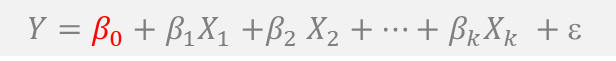 Y = β₀ + β₁X₁ + β₂ X₂ + ⋯ + βₖXₖ + ε